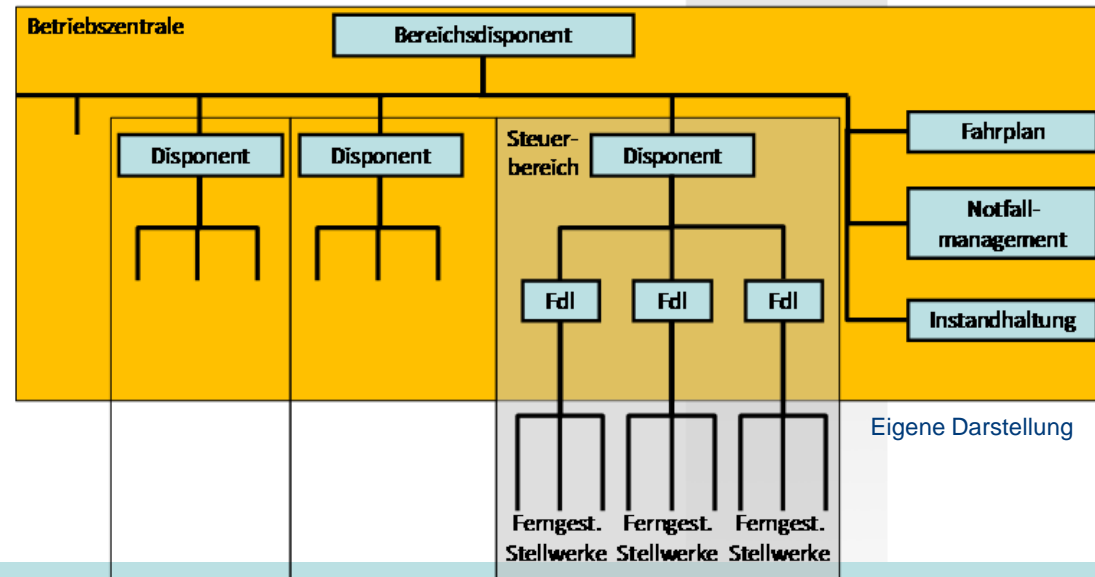 Betriebszentrale
Bereichsdisponent
Disponent
Disponent
Steuer-
bereich
Disponent
Fahrplan
Notfall-
management
Instandhaltung
Fdl
Fdl
Fdl
Eigene Darstellung
Ferngest.
Stellwerke
Ferngest.
Stellwerke
Ferngest.
Stellwerke